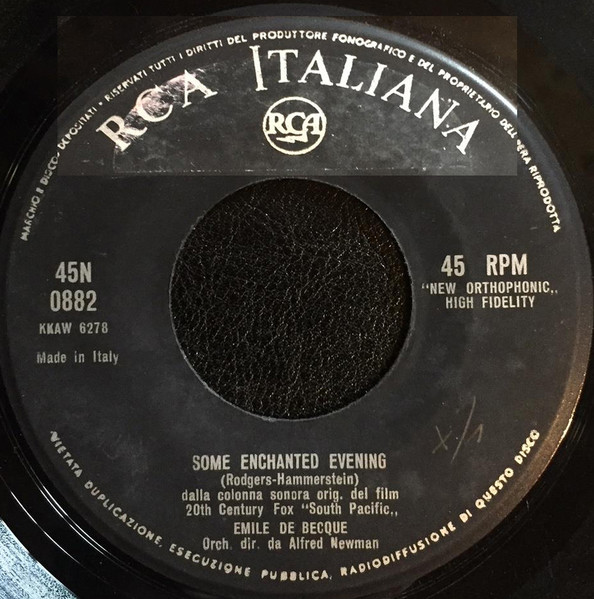 MARCHIO E DISCO DEPOSITATI • RISERVATI TUTTI I DIRITTI DEL PRODUTTORE FONOGRAFICO E DEL PROPRIETARIO DELL' RIPRODOTTA
RCA ITALIANA
RCA
45N
0882
KKAW 6278
Made in Italy
45 RPM
"NEW ORTHOPHONIC,,
HIGH FIDELITY
x/1
SOME ENCHANTED EVENING
(Rodgers-Hammerstein)
dalla colonna sonora orig. del film
20th Century Fox "South Pacific,,
EMILE DE BECQUE
Orch. dir. da Alfred Newman
VIETATA DUPLICAZIONE, ESECUZIONE PUBBLICA, RADIODIFFUSIONE DI QUESTO DISCO